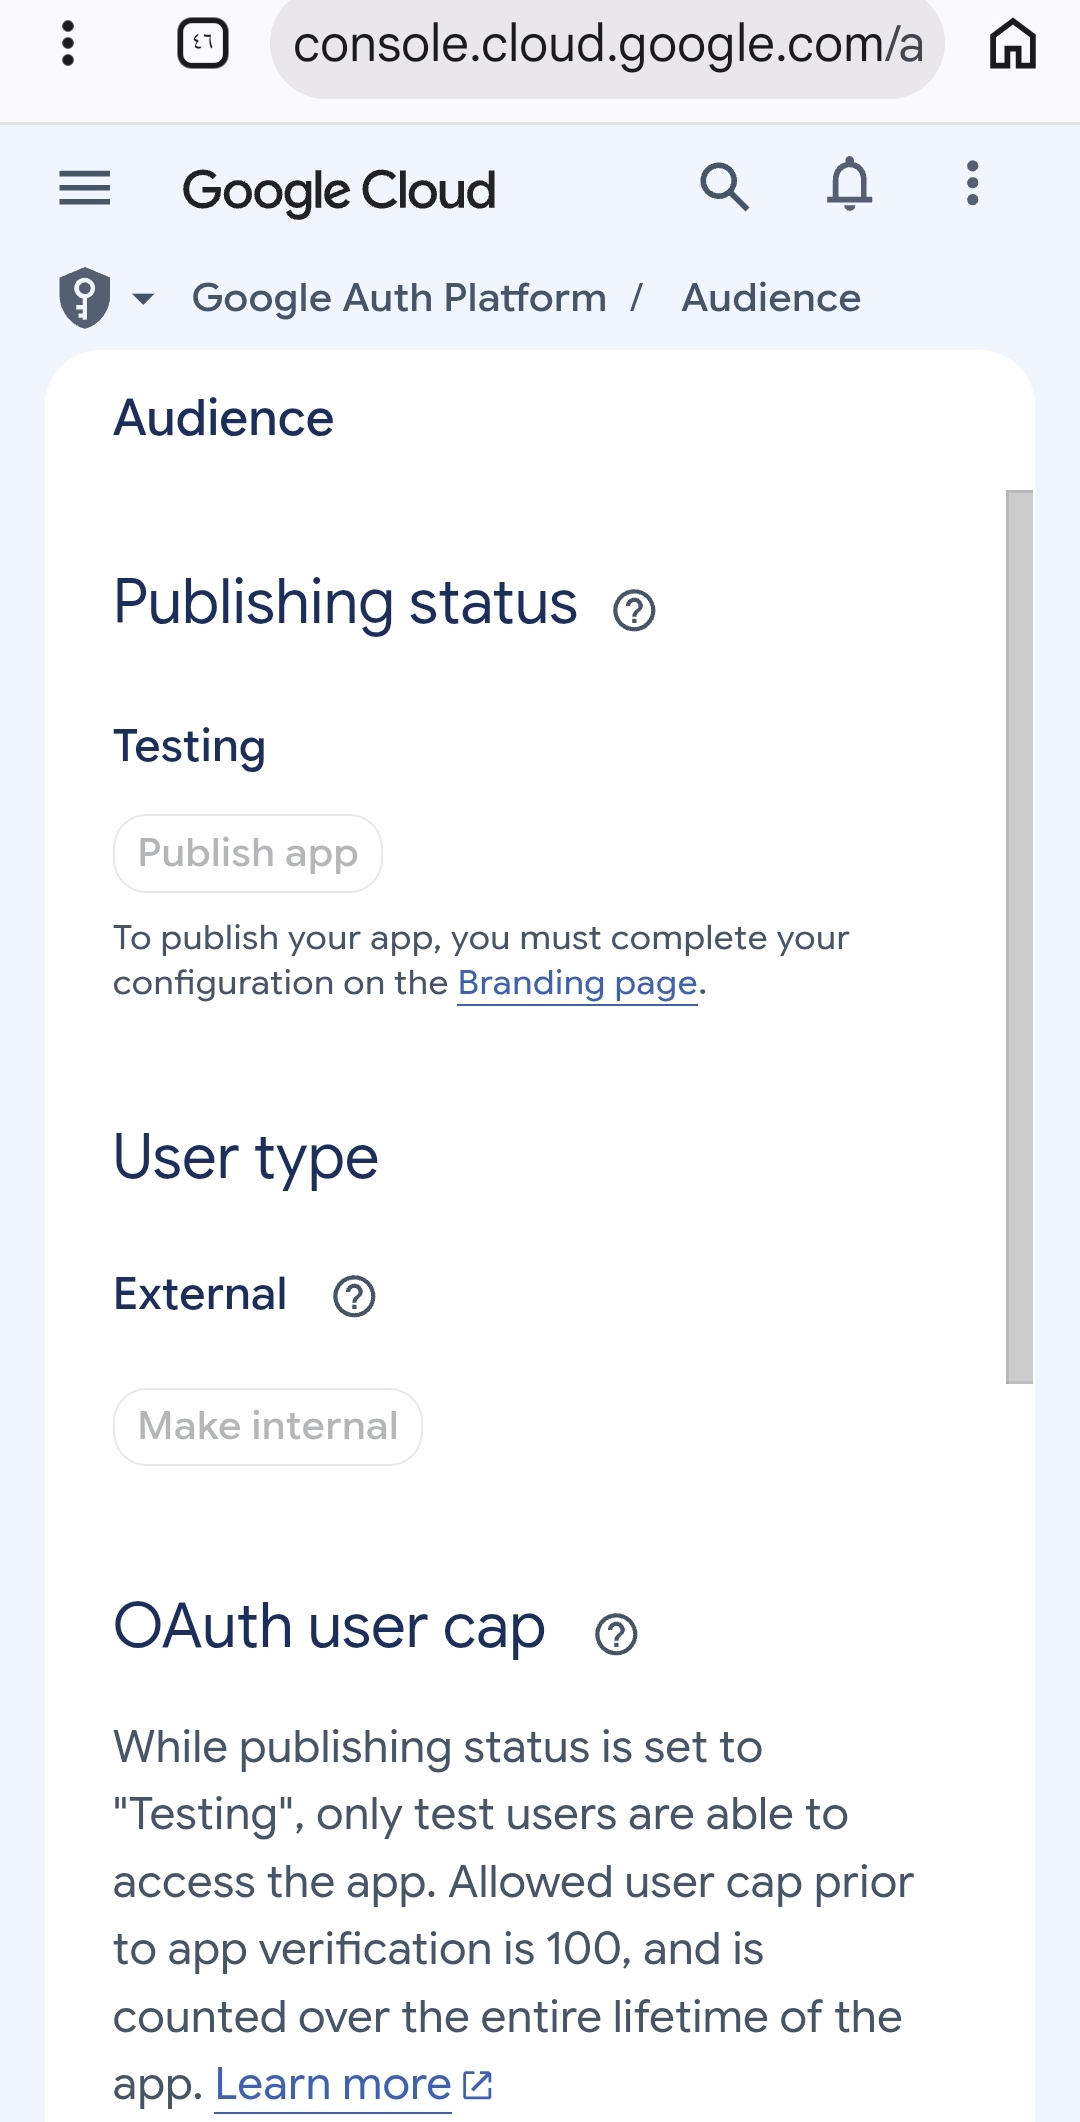 ٤٦
console.cloud.google.com/a
Google Cloud
Google Auth Platform / Audience
Audience
Publishing status
Testing
Publish app
To publish your app, you must complete your
configuration on the Branding page.
User type
External
Make internal
OAuth user cap
While publishing status is set to
"Testing", only test users are able to
access the app. Allowed user cap prior
to app verification is 100, and is
counted over the entire lifetime of the
app. Learn more